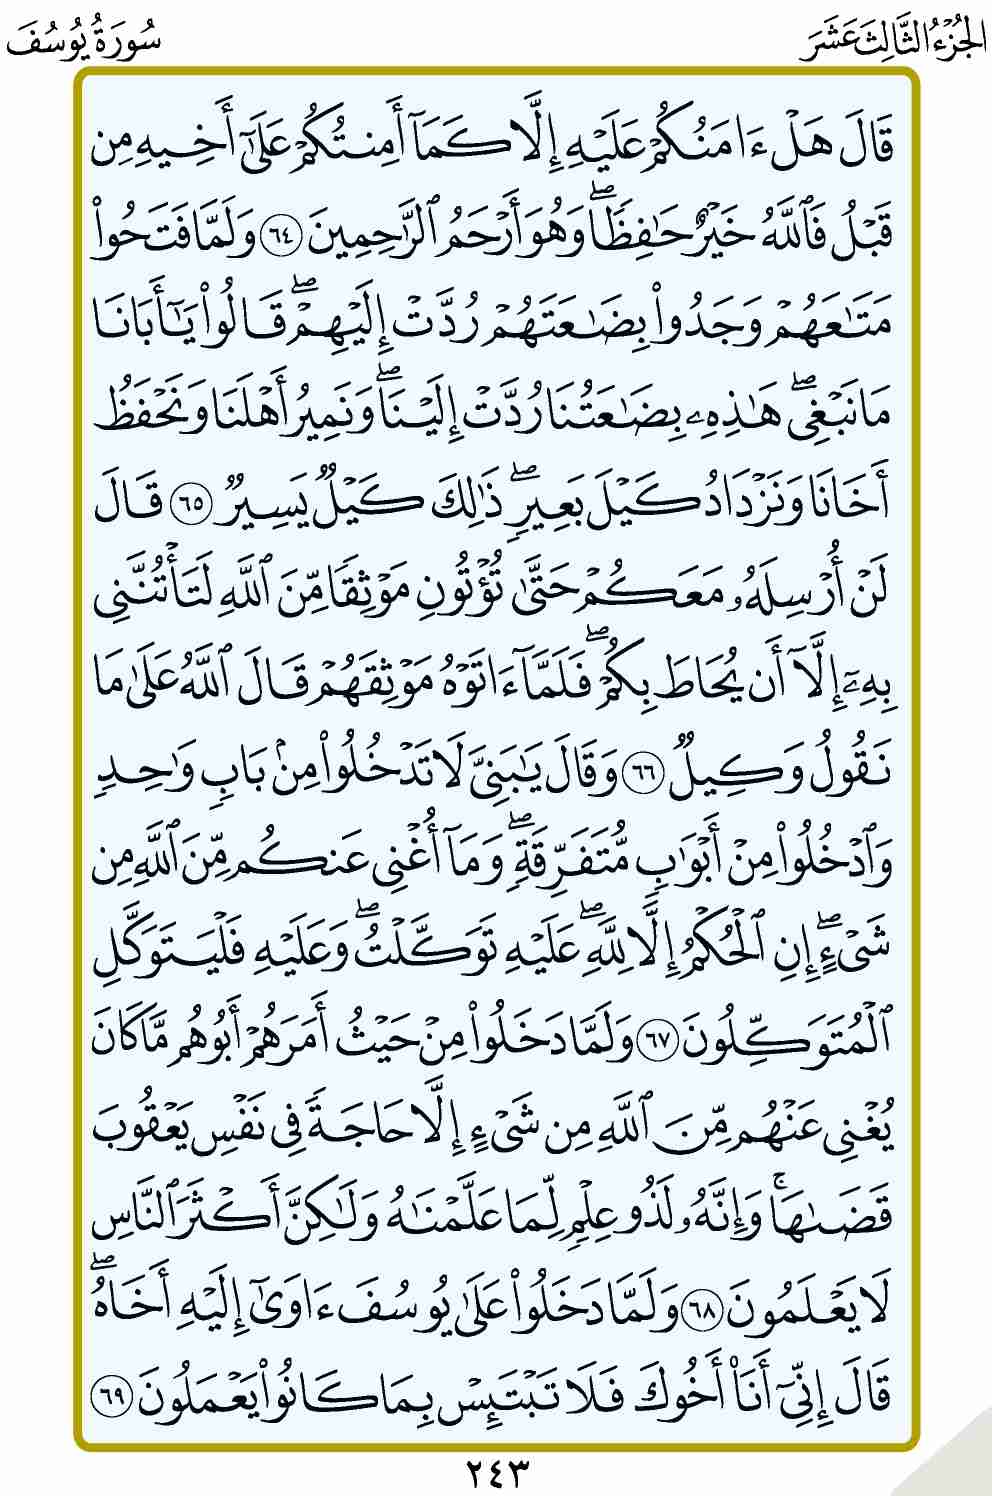 الجُزْءُ الثَّالِثَ عَشَرَ
سُورَةُ يُوسُفَ
قَالَ هَلْ ءَامَنُكُمْ عَلَيْهِ إِلَّا كَمَآ أَمِنتُكُمْ عَلَىٰٓ أَخِيهِ مِن
قَبْلُ فَٱللَّهُ خَيْرٌ حَٰفِظٗاۖ وَهُوَ أَرْحَمُ ٱلرَّٰحِمِينَ ٦٤ وَلَمَّا فَتَحُوا۟
مَتَٰعَهُمْ وَجَدُوا۟ بِضَٰعَتَهُمْ رُدَّتْ إِلَيْهِمْۖ قَالُوا۟ يَٰٓأَبَانَا
مَا نَبْغِيۖ هَٰذِهِۦ بِضَٰعَتُنَا رُدَّتْ إِلَيْنَاۖ وَنَمِيرُ أَهْلَنَا وَنَحْفَظُ
أَخَانَا وَنَزْدَادُ كَيْلَ بَعِيرٖۖ ذَٰلِكَ كَيْلٞ يَسِيرٞ ٦٥ قَالَ
لَنْ أُرْسِلَهُۥ مَعَكُمْ حَتَّىٰ تُؤْتُونِ مَوْثِقٗا مِّنَ ٱللَّهِ لَتَأْتُنَّنِي
بِهِۦٓ إِلَّآ أَن يُحَاطَ بِكُمْۖ فَلَمَّآ ءَاتَوْهُ مَوْثِقَهُمْ قَالَ ٱللَّهُ عَلَىٰ مَا
نَقُولُ وَكِيلٞ ٦٦ وَقَالَ يَٰبَنِيَّ لَا تَدْخُلُوا۟ مِنۢ بَابٖ وَٰحِدٖ
وَٱدْخُلُوا۟ مِنْ أَبْوَٰبٖ مُّتَفَرِّقَةٖۖ وَمَآ أُغْنِي عَنكُم مِّنَ ٱللَّهِ مِن
شَيْءٍۖ إِنِ ٱلْحُكْمُ إِلَّا لِلَّهِۖ عَلَيْهِ تَوَكَّلْتُۖ وَعَلَيْهِ فَلْيَتَوَكَّلِ
ٱلْمُتَوَكِّلُونَ ٦٧ وَلَمَّا دَخَلُوا۟ مِنْ حَيْثُ أَمَرَهُمْ أَبُوهُم مَّا كَانَ
يُغْنِي عَنْهُم مِّنَ ٱللَّهِ مِن شَيْءٍ إِلَّا حَاجَةٗ فِي نَفْسِ يَعْقُوبَ
قَضَىٰهَاۚ وَإِنَّهُۥ لَذُو عِلْمٖ لِّمَا عَلَّمْنَٰهُ وَلَٰكِنَّ أَكْثَرَ ٱلنَّاسِ
لَا يَعْلَمُونَ ٦٨ وَلَمَّا دَخَلُوا۟ عَلَىٰ يُوسُفَ ءَاوَىٰٓ إِلَيْهِ أَخَاهُۖ
قَالَ إِنِّيٓ أَنَا۠ أَخُوكَ فَلَا تَبْتَئِسْ بِمَا كَانُوا۟ يَعْمَلُونَ ٦٩
٢٤٣